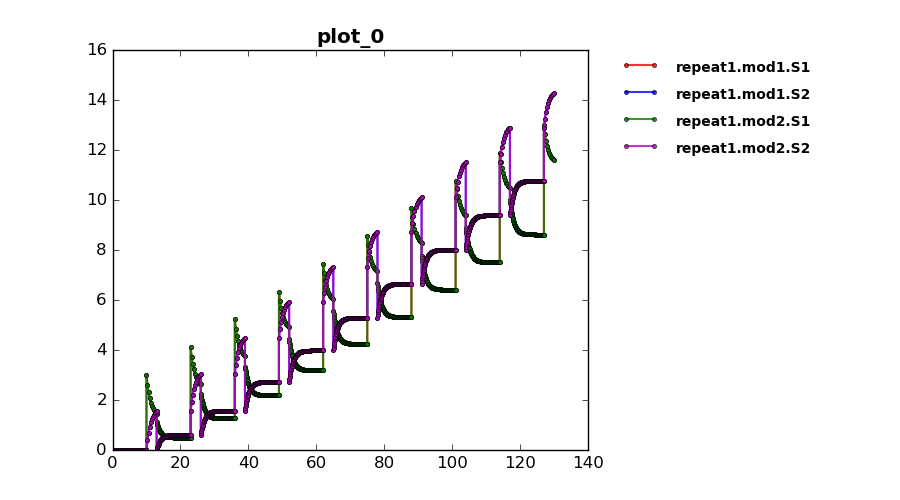 plot_0
16
14
12
10
8
6
4
2
0
0 20 40 60 80 100 120 140
repeat1.mod1.S1
repeat1.mod1.S2
repeat1.mod2.S1
repeat1.mod2.S2